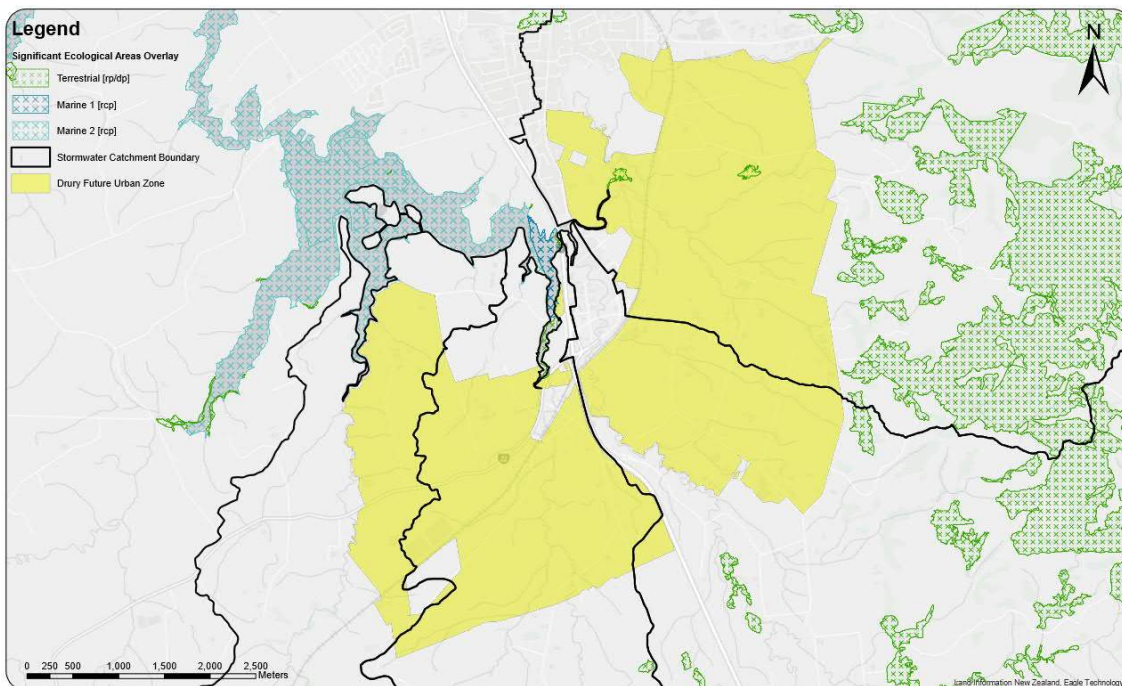 Legend
Significant Ecological Areas Overlay
Terrestrial [rp/dp]
Marine 1 [rcp]
Marine 2 [rcp]
Stormwater Catchment Boundary
Drury Future Urban Zone
N
0 250 500 1,000 1,500 2,000 2,500
Meters
Land Information New Zealand, Eagle Technology